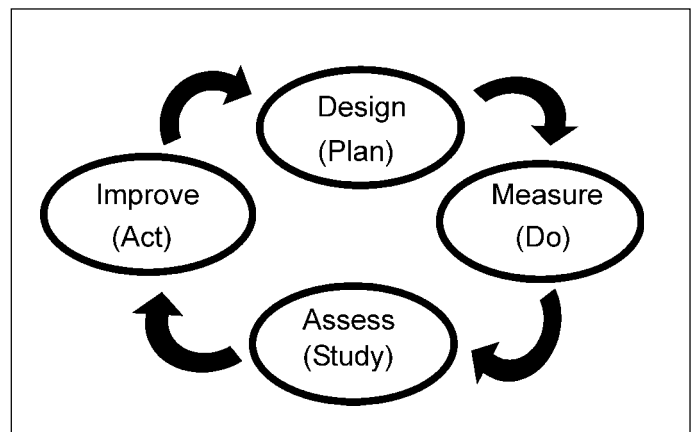 Design
(Plan)
Measure
(Do)
Assess
(Study)
Improve
(Act)